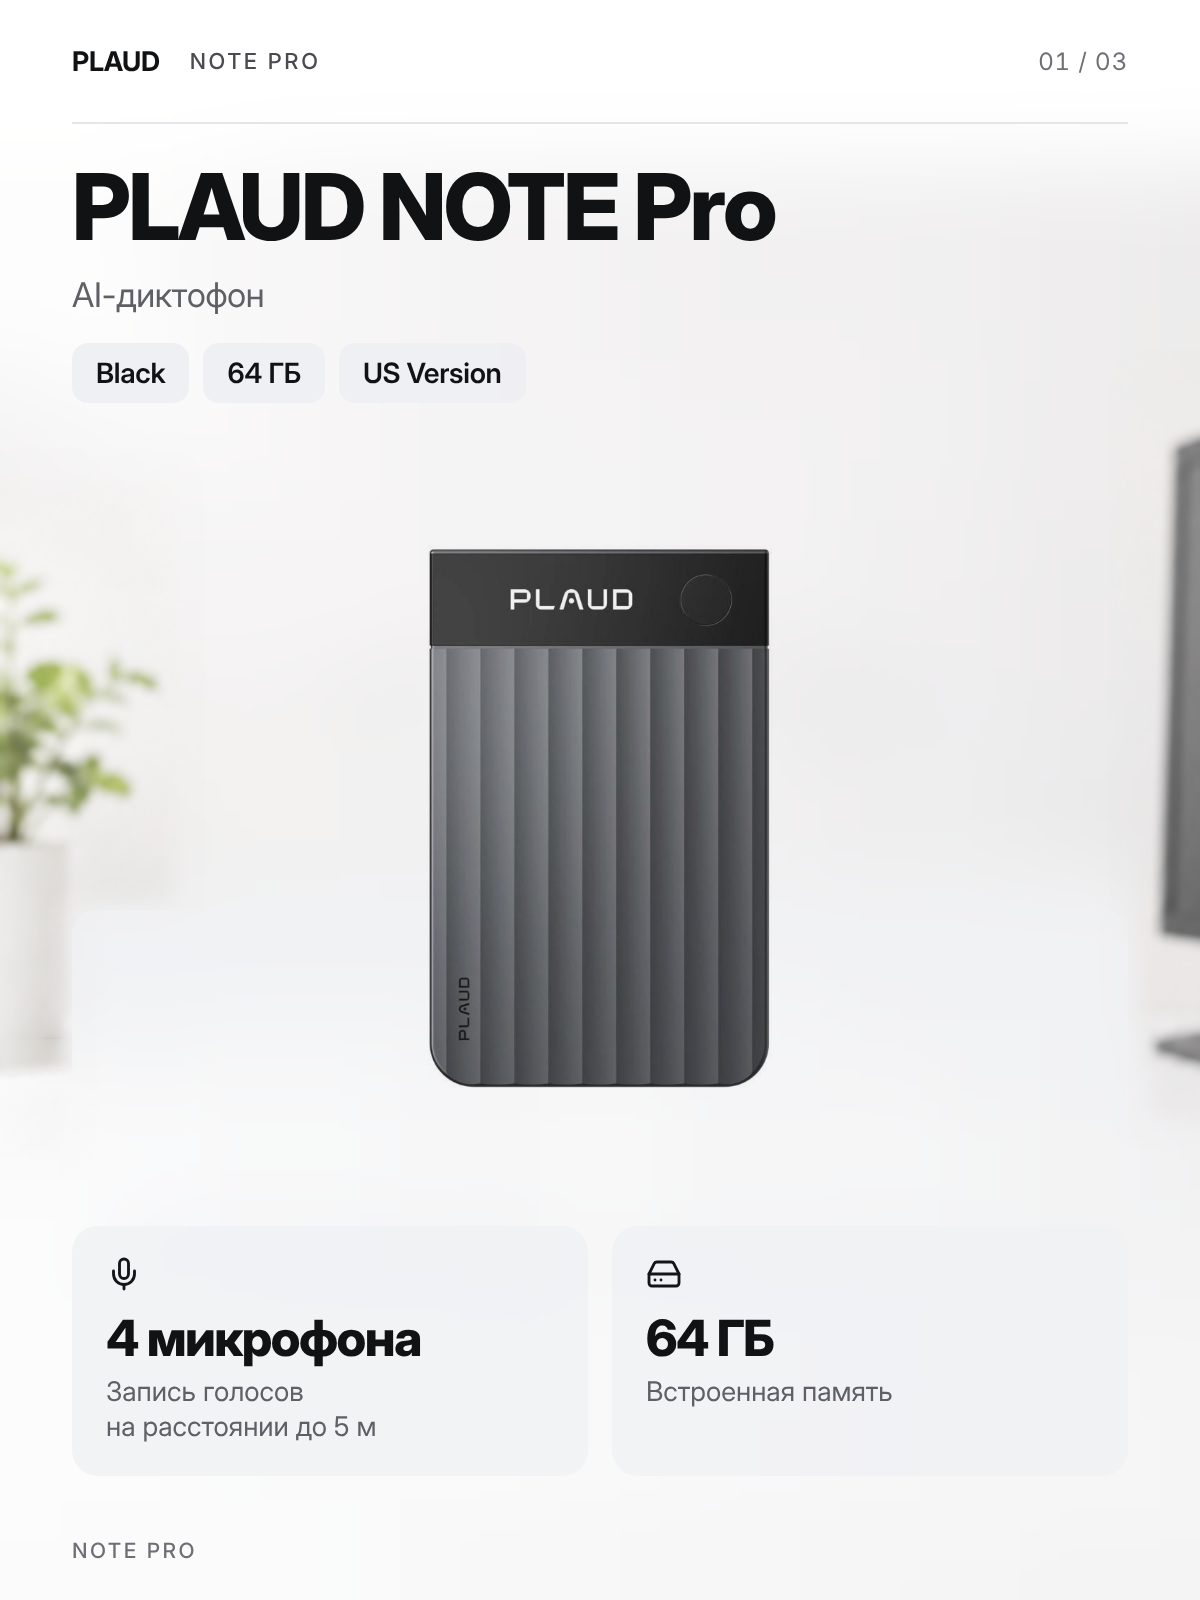 PLAUD NOTE PRO 01 / 03
PLAUD NOTE Pro
AI-диктофон
Black 64 ГБ US Version
PLAUD
PLAUD
4 микрофона
Запись голосов
на расстоянии до 5 м
64 ГБ
Встроенная память
NOTE PRO